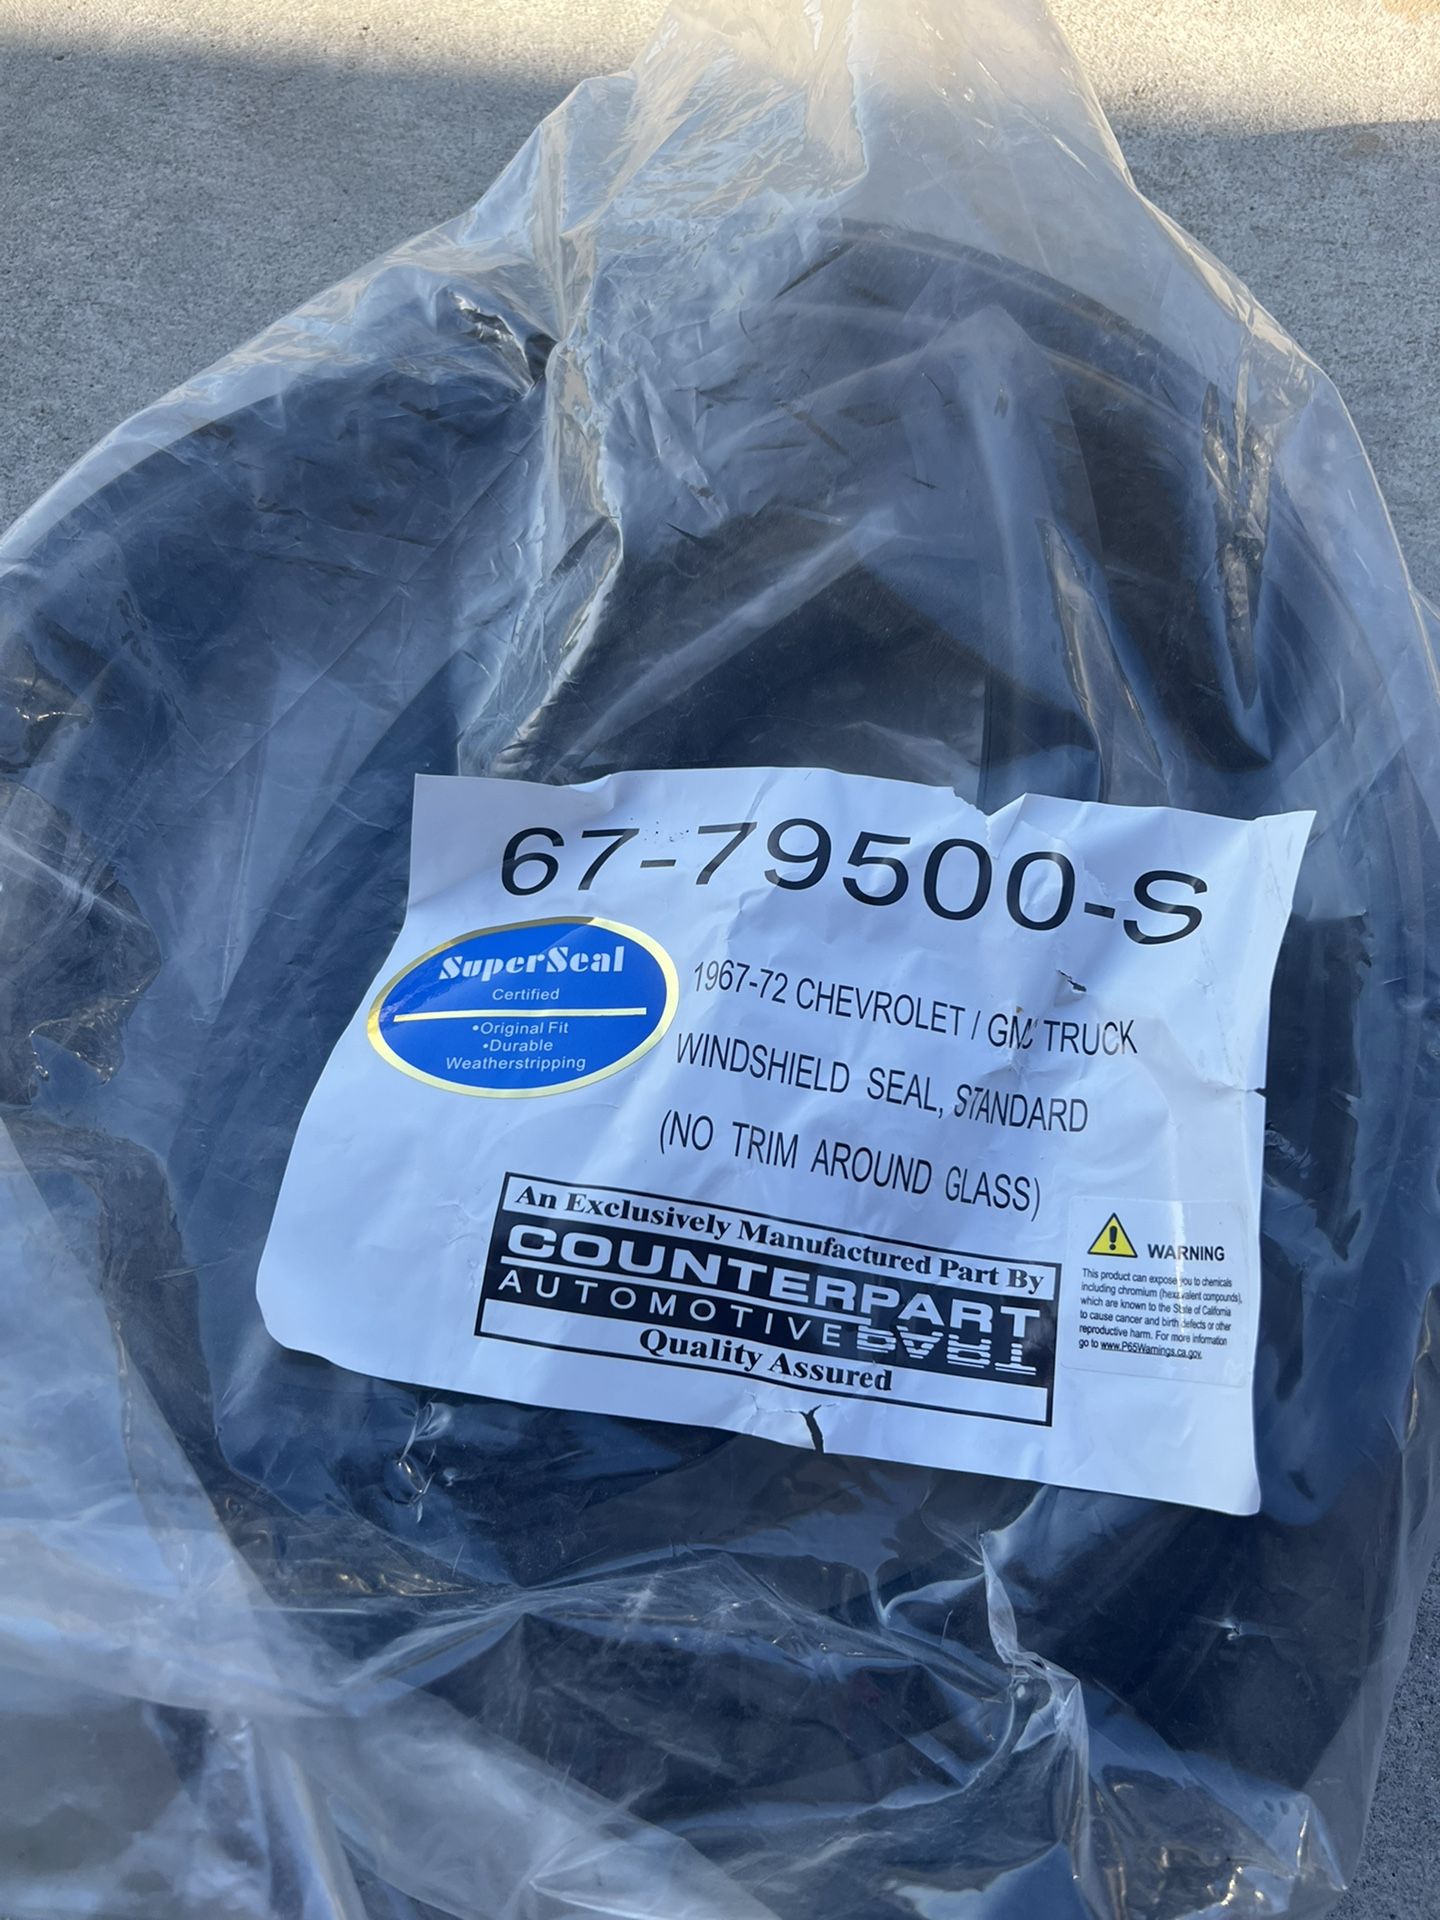 67-79500-S
SuperSeal
Certified
•Original Fit
•Durable
Weatherstripping
1967-72 CHEVROLET / GMC TRUCK
WINDSHIELD SEAL, STANDARD
(NO TRIM AROUND GLASS)
An Exclusively Manufactured Part By
COUNTERPART
AUTOMOTIVE PART
Quality Assured
WARNING
This product can expose you to chemicals
including chromium (hexavalent compounds),
which are known to the State of California
to cause cancer and birth defects or other
reproductive harm. For more information
go to www.P65Warnings.ca.gov.